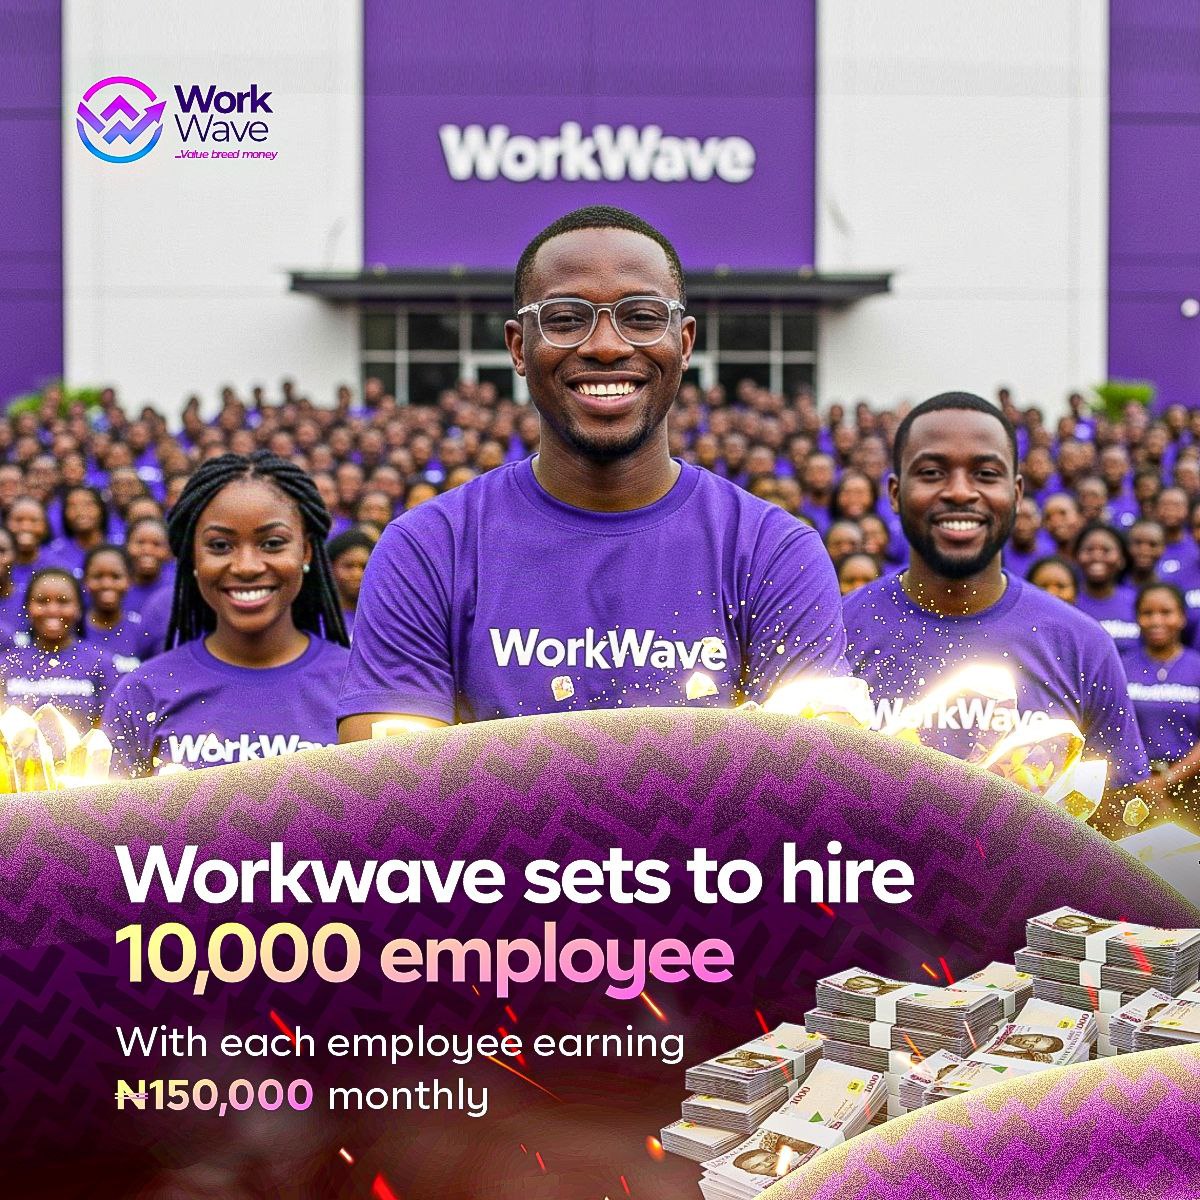 Work
Wave
...Value breed money
WorkWave
WorkWave
WorkWave
WorkWa
Workwave sets to hire
10,000 employee
With each employee earning
₦150,000 monthly